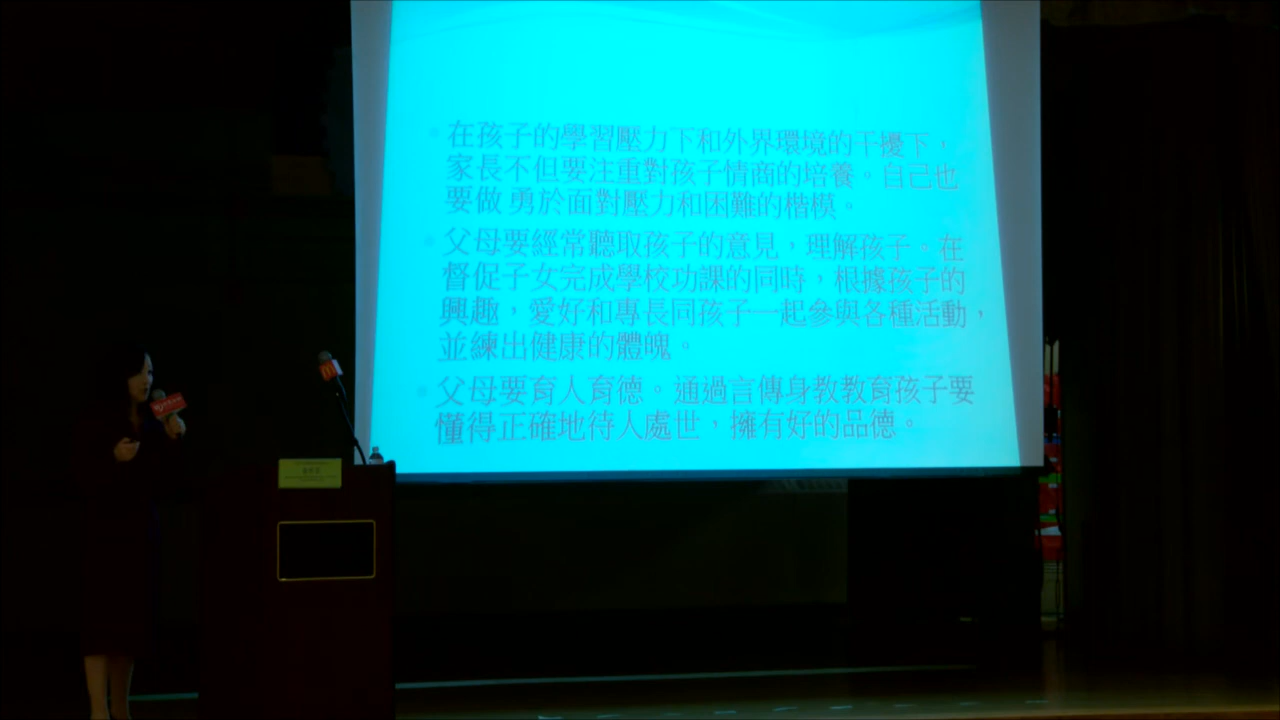 在孩子的學習壓力下和外界環境的干擾下，
家長不但要注重對孩子情商的培養。自己也
要做 勇於面對壓力和困難的楷模。
父母要經常聽取孩子的意見，理解孩子。在
督促子女完成學校功課的同時，根據孩子的
興趣，愛好和專長同孩子一起參與各種活動，
並練出健康的體魄。
父母要育人育德。通過言傳身教教育孩子要
懂得正確地待人處世，擁有好的品德。